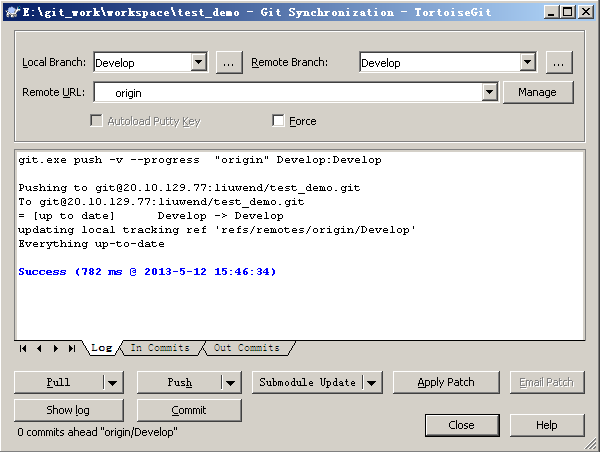 E:\git_work\workspace\test_demo - Git Synchronization - TortoiseGit
Local Branch: Develop ... Remote Branch: Develop ...
Remote URL: origin Manage
Autoload Putty Key Force
git.exe push -v --progress "origin" Develop:Develop
Pushing to git@20.10.129.77:liuwend/test_demo.git
To git@20.10.129.77:liuwend/test_demo.git
= [up to date] Develop -> Develop
updating local tracking ref 'refs/remotes/origin/Develop'
Everything up-to-date
Success (782 ms @ 2013-5-12 15:46:34)
Log In Commits Out Commits
Pull Push Submodule Update Apply Patch Email Patch
Show log Commit
Close Help
0 commits ahead "origin/Develop"